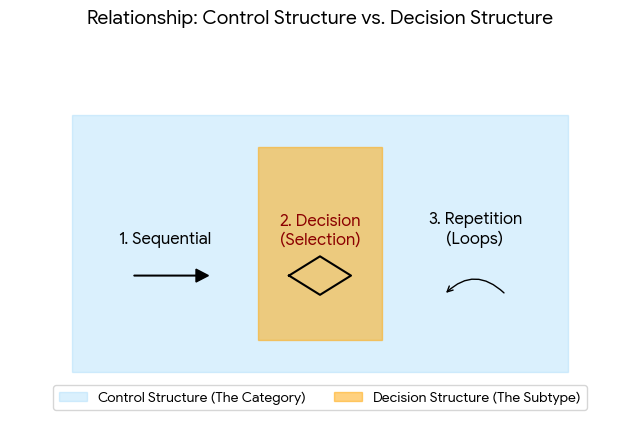 Relationship: Control Structure vs. Decision Structure
1. Sequential
2. Decision
(Selection)
3. Repetition
(Loops)
Control Structure (The Category)
Decision Structure (The Subtype)